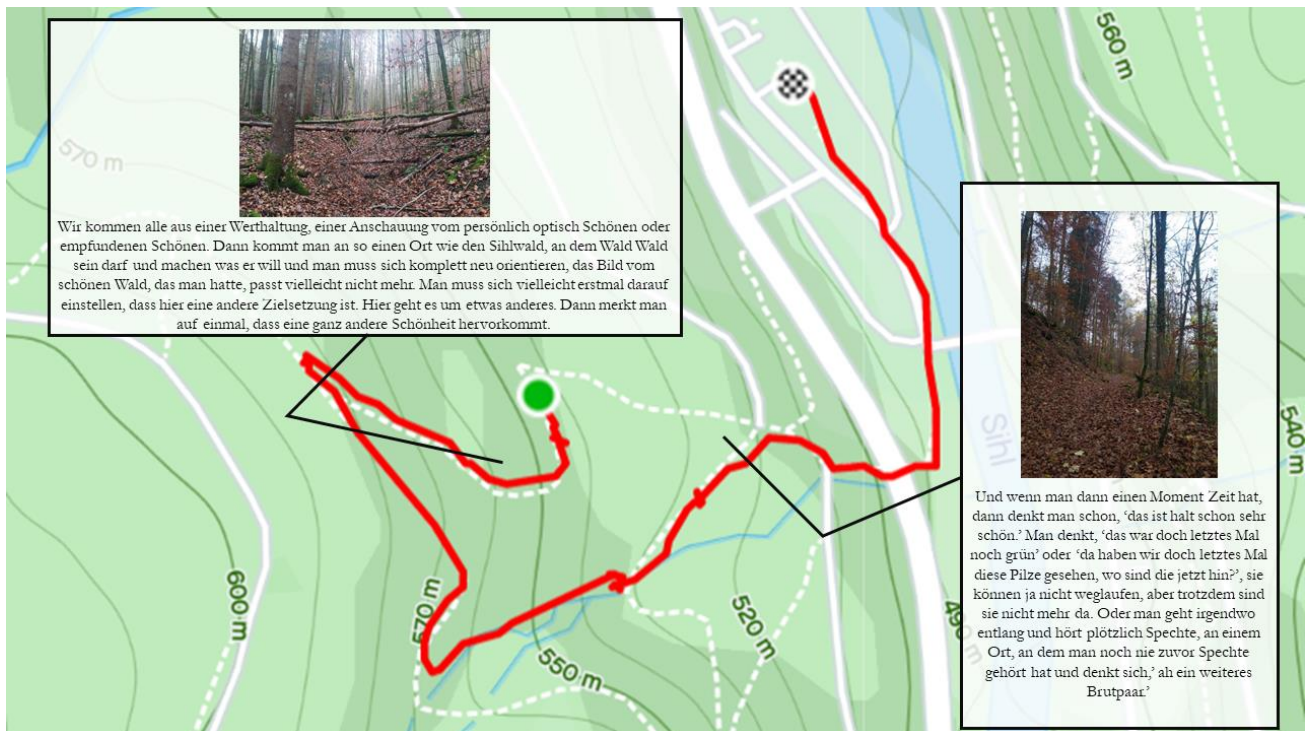 560 m
570 m
Wir kommen alle aus einer Werthaltung, einer Anschauung vom persönlich optisch Schönen oder
empfundenen Schönen. Dann kommt man an so einen Ort wie den Sihlwald, an dem Wald Wald
sein darf und machen was er will und man muss sich komplett neu orientieren, das Bild vom
schönen Wald, das man hatte, passt vielleicht nicht mehr. Man muss sich vielleicht erstmal darauf
einstellen, dass hier eine andere Zielsetzung ist. Hier geht es um etwas anderes. Dann merkt man
auf einmal, dass eine ganz andere Schönheit hervorkommt.
Sihl
540 m
Und wenn man dann einen Moment Zeit hat,
dann denkt man schon, ‘das ist halt schon sehr
schön.’ Man denkt, ‘das war doch letztes Mal
noch grün’ oder ‘da haben wir doch letztes Mal
diese Pilze gesehen, wo sind die jetzt hin?’, sie
können ja nicht weglaufen, aber trotzdem sind
sie nicht mehr da. Oder man geht irgendwo
entlang und hört plötzlich Spechte, an einem
Ort, an dem man noch nie zuvor Spechte
gehört hat und denkt sich,’ ah ein weiteres
Brutpaar.’
600 m
570 m
550 m
520 m